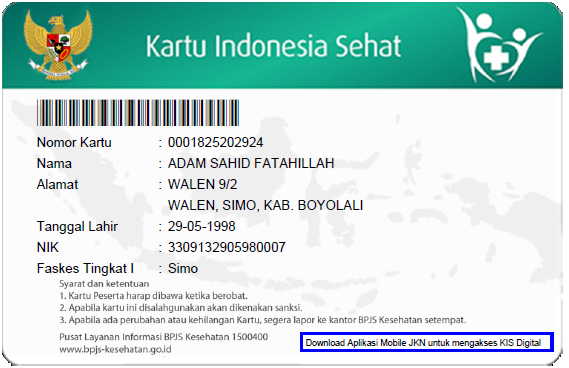 Kartu Indonesia Sehat
Nomor Kartu : 0001825202924
Nama : ADAM SAHID FATAHILLAH
Alamat : WALEN 9/2
WALEN, SIMO, KAB. BOYOLALI
Tanggal Lahir : 29-05-1998
NIK : 3309132905980007
Faskes Tingkat I : Simo
Syarat dan ketentuan
1. Kartu Peserta harap dibawa ketika berobat.
2. Apabila kartu ini disalahgunakan akan dikenakan sanksi.
3. Apabila ada perubahan atau kehilangan Kartu, segera lapor ke kantor BPJS Kesehatan setempat.
Pusat Layanan Informasi BPJS Kesehatan 1500400
www.bpjs-kesehatan.go.id
Download Aplikasi Mobile JKN untuk mengakses KIS Digital